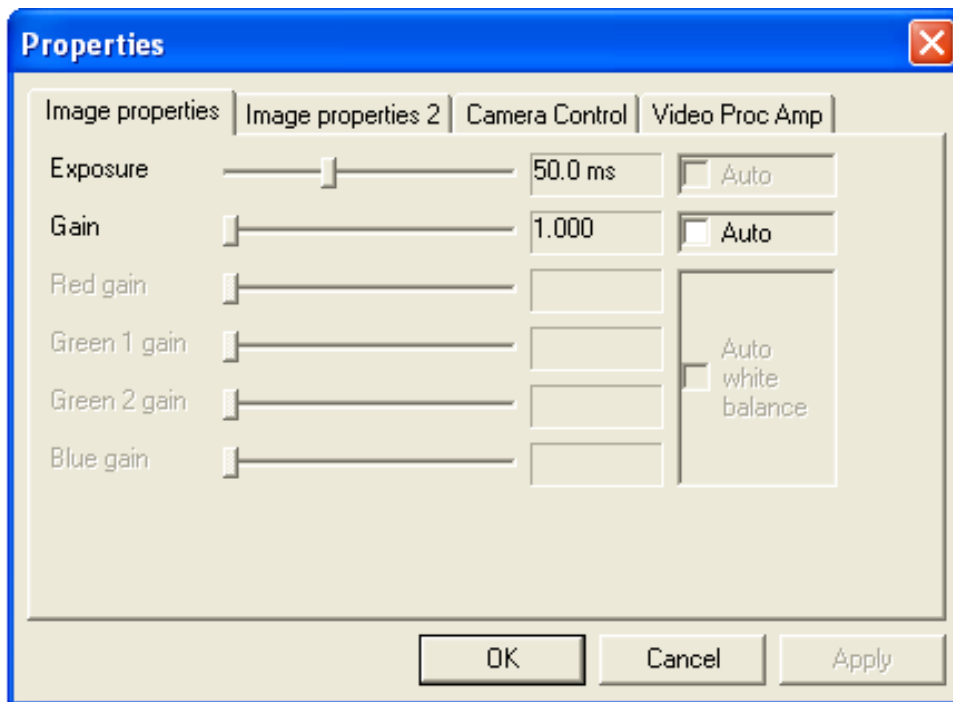 Properties
Image properties Image properties 2 Camera Control Video Proc Amp
Exposure 50.0 ms Auto
Gain 1.000 Auto
Red gain
Green 1 gain
Auto
white
balance
Green 2 gain
Blue gain
OK Cancel Apply